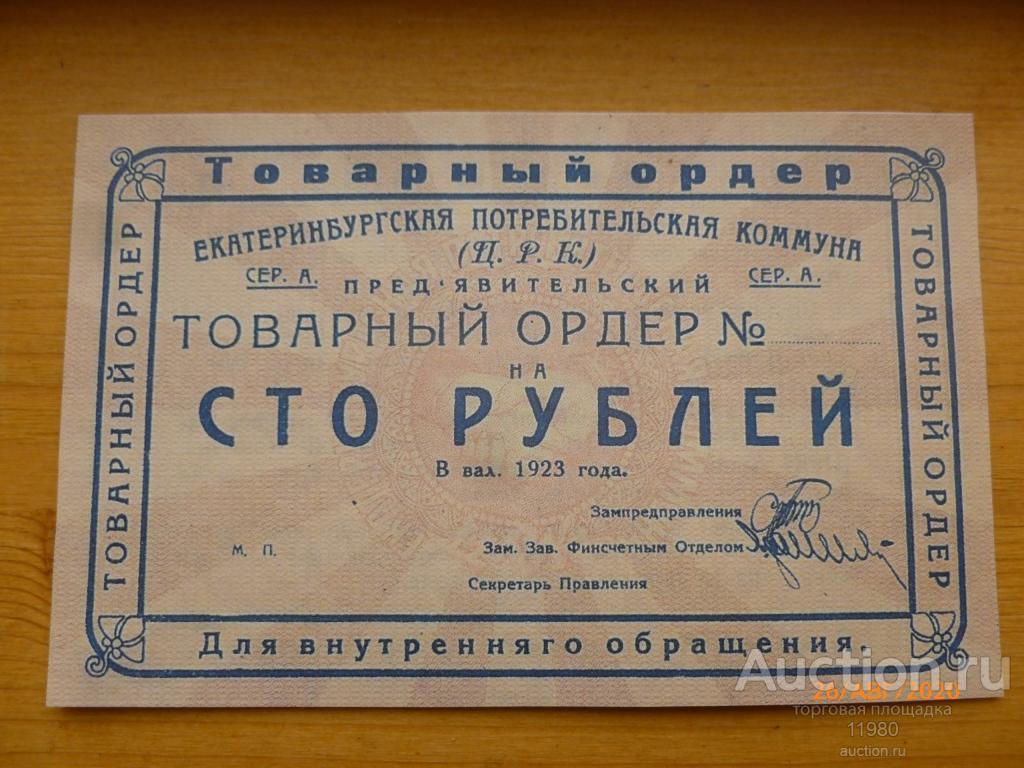 Товарный ордер
ЕКАТЕРИНБУРГСКАЯ ПОТРЕБИТЕЛЬСКАЯ КОММУНА
(Ц. Р. К.)
СЕР. А. СЕР. А.
ПРЕД'ЯВИТЕЛЬСКИЙ
ТОВАРНЫЙ ОРДЕР №
НА
СТО РУБЛЕЙ
В вал. 1923 года.
Зампредправления
М. П. Зам. Зав. Финсчетным Отделом
Секретарь Правления
Для внутренняго обращения.
ТОВАРНЫЙ ОРДЕР
ТОВАРНЫЙ ОРДЕР
Auction.ru
26/АВГ/2020
торговая площадка
11980
auction.ru